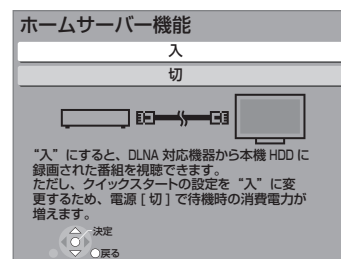 ホームサーバー機能
入
切
“入”にすると、DLNA 対応機器から本機 HDD に
録画された番組を視聴できます。
ただし、クイックスタートの設定を“入”に変
更するため、電源 [ 切 ] で待機時の消費電力が
増えます。
決定
戻る